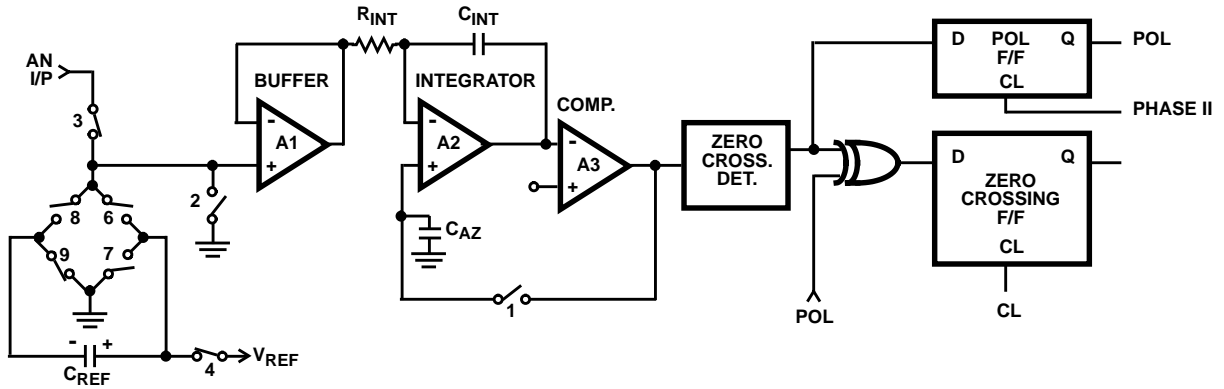 R_INT
C_INT
AN
I/P
3
BUFFER
-
A1
+
2
INTEGRATOR
-
A2
+
COMP.
-
A3
+
C_AZ
1
ZERO
CROSS.
DET.
POL
D POL Q
F/F
CL
POL
PHASE II
D Q
ZERO
CROSSING
F/F
CL
CL
8 6
9 7
- +
C_REF
4
V_REF